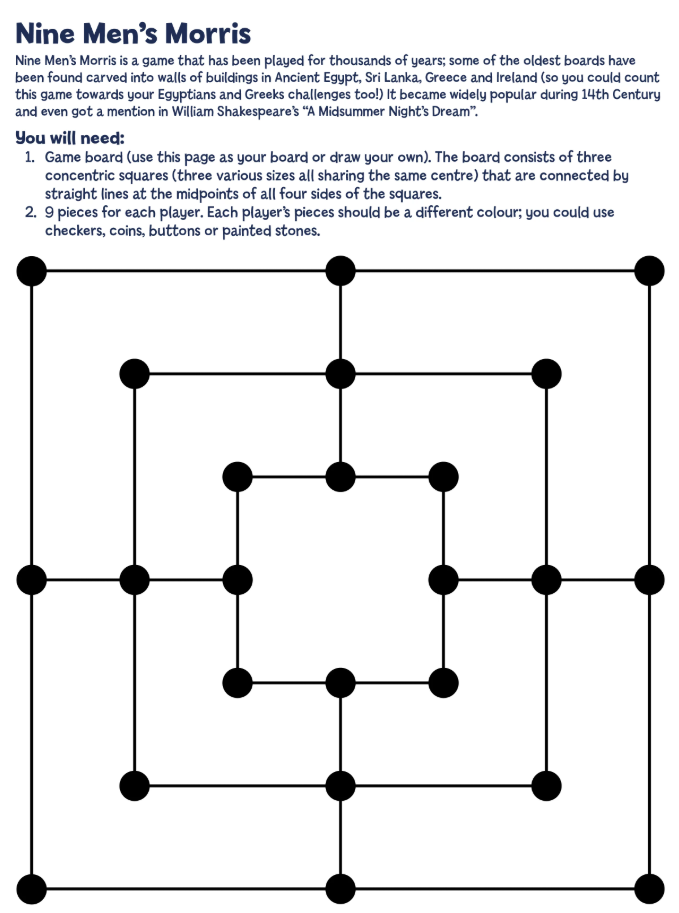 Nine Men’s Morris
Nine Men’s Morris is a game that has been played for thousands of years; some of the oldest boards have
been found carved into walls of buildings in Ancient Egypt, Sri Lanka, Greece and Ireland (so you could count
this game towards your Egyptians and Greeks challenges too!) It became widely popular during 14th Century
and even got a mention in William Shakespeare’s “A Midsummer Night’s Dream”.
You will need:
1. Game board (use this page as your board or draw your own). The board consists of three
concentric squares (three various sizes all sharing the same centre) that are connected by
straight lines at the midpoints of all four sides of the squares.
2. 9 pieces for each player. Each player’s pieces should be a different colour; you could use
checkers, coins, buttons or painted stones.